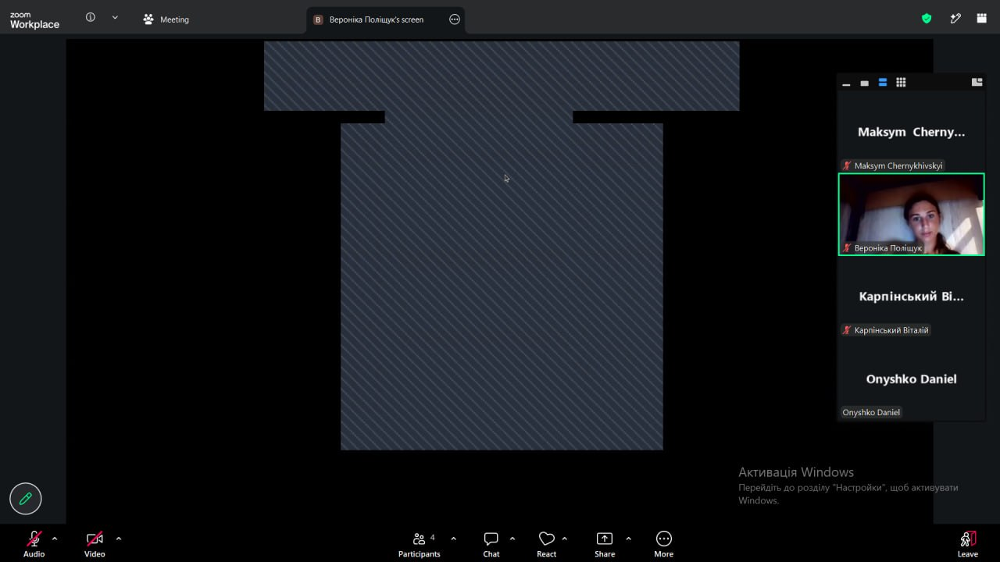 zoom
Workplace
Meeting
B Вероніка Поліщук's screen
Maksym Cherny...
Maksym Chernykhivskyi
Вероніка Поліщук
Карпінський Ві...
Карпінський Віталій
Onyshko Daniel
Onyshko Daniel
Активація Windows
Перейдіть до розділу "Настройки", щоб активувати
Windows.
Audio
Video
Participants
4
Chat
React
Share
More
Leave